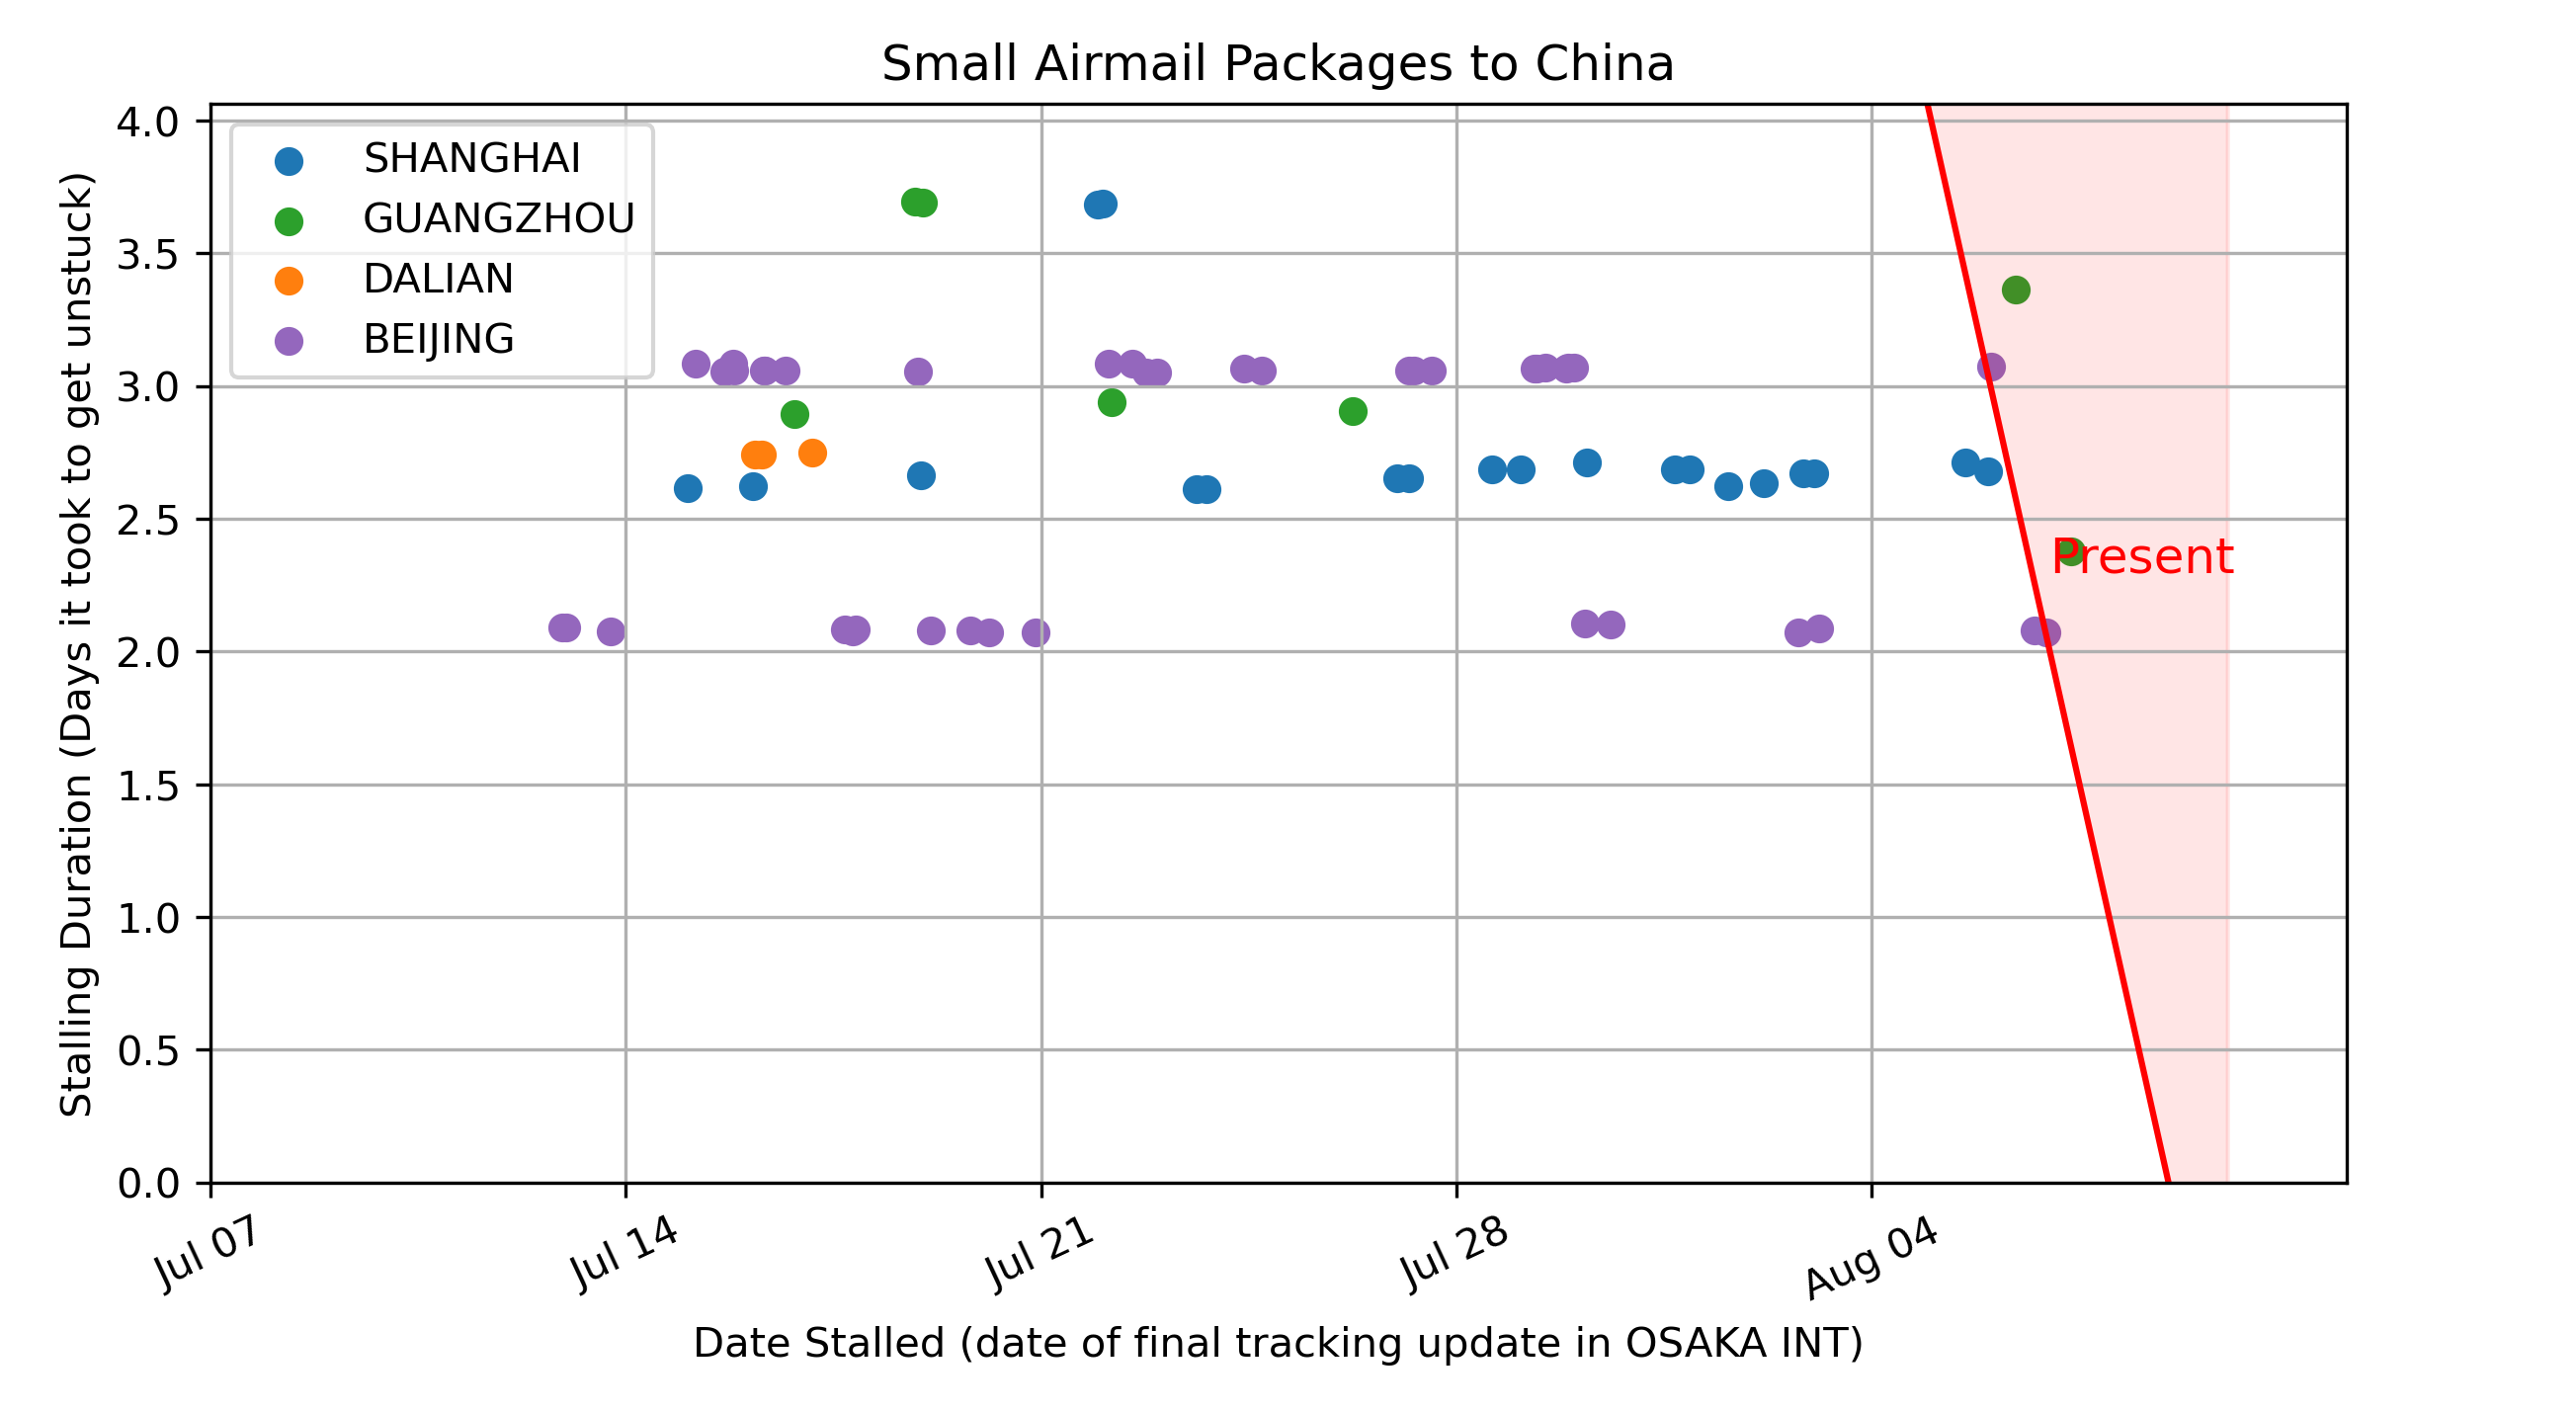 Small Airmail Packages to China
SHANGHAI
GUANGZHOU
DALIAN
BEIJING
Present
Stalling Duration (Days it took to get unstuck)
4.0
3.5
3.0
2.5
2.0
1.5
1.0
0.5
0.0
Jul 07
Jul 14
Jul 21
Jul 28
Aug 04
Date Stalled (date of final tracking update in OSAKA INT)